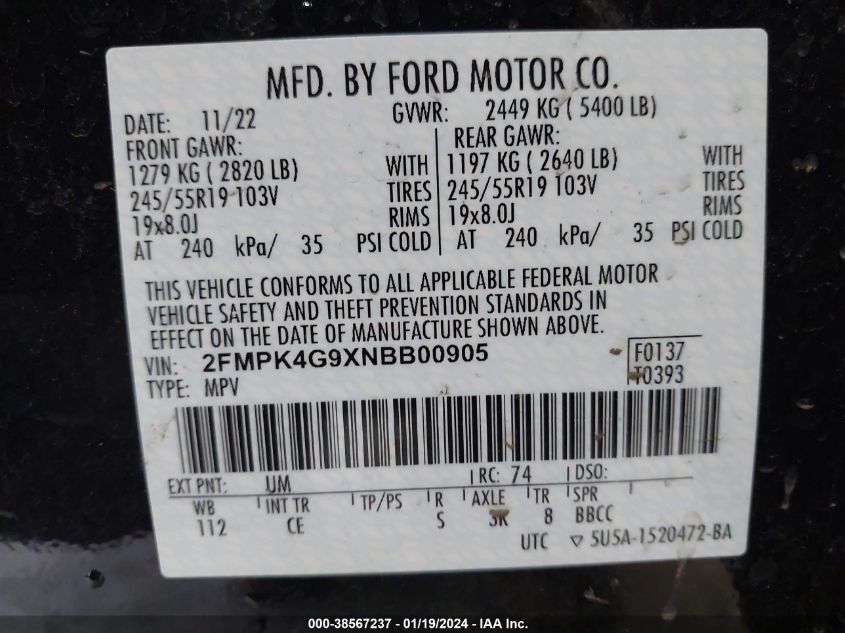 MFD. BY FORD MOTOR CO.
DATE: 11/22 GVWR: 2449 KG ( 5400 LB)
FRONT GAWR: REAR GAWR:
1279 KG ( 2820 LB) WITH 1197 KG ( 2640 LB) WITH
245/55R19 103V TIRES 245/55R19 103V TIRES
19x8.0J RIMS 19x8.0J RIMS
AT 240 kPa/ 35 PSI COLD AT 240 kPa/ 35 PSI COLD
THIS VEHICLE CONFORMS TO ALL APPLICABLE FEDERAL MOTOR
VEHICLE SAFETY AND THEFT PREVENTION STANDARDS IN
EFFECT ON THE DATE OF MANUFACTURE SHOWN ABOVE.
VIN: 2FMPK4G9XNBB00905 F0137
TYPE: MPV T0393
EXT PNT: UM RC: 74 DSO:
WB INT TR TP/PS R AXLE TR SPR
112 CE S 3K 8 BBCC
UTC ▽ 5U5A-1520472-BA
000-38567237 - 01/19/2024 - IAA Inc.